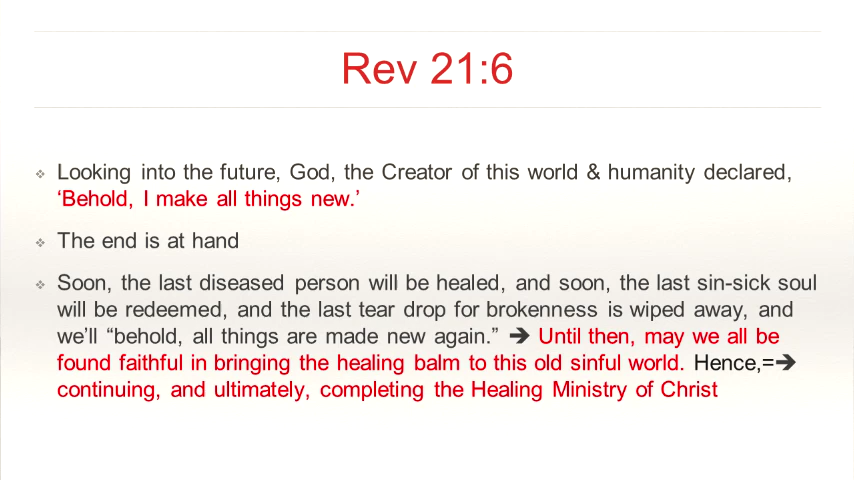 Rev 21:6
❖ Looking into the future, God, the Creator of this world & humanity declared,
‘Behold, I make all things new.’
❖ The end is at hand
❖ Soon, the last diseased person will be healed, and soon, the last sin-sick soul
will be redeemed, and the last tear drop for brokenness is wiped away, and
we’ll “behold, all things are made new again.” ➔ Until then, may we all be
found faithful in bringing the healing balm to this old sinful world. Hence,=➔
continuing, and ultimately, completing the Healing Ministry of Christ